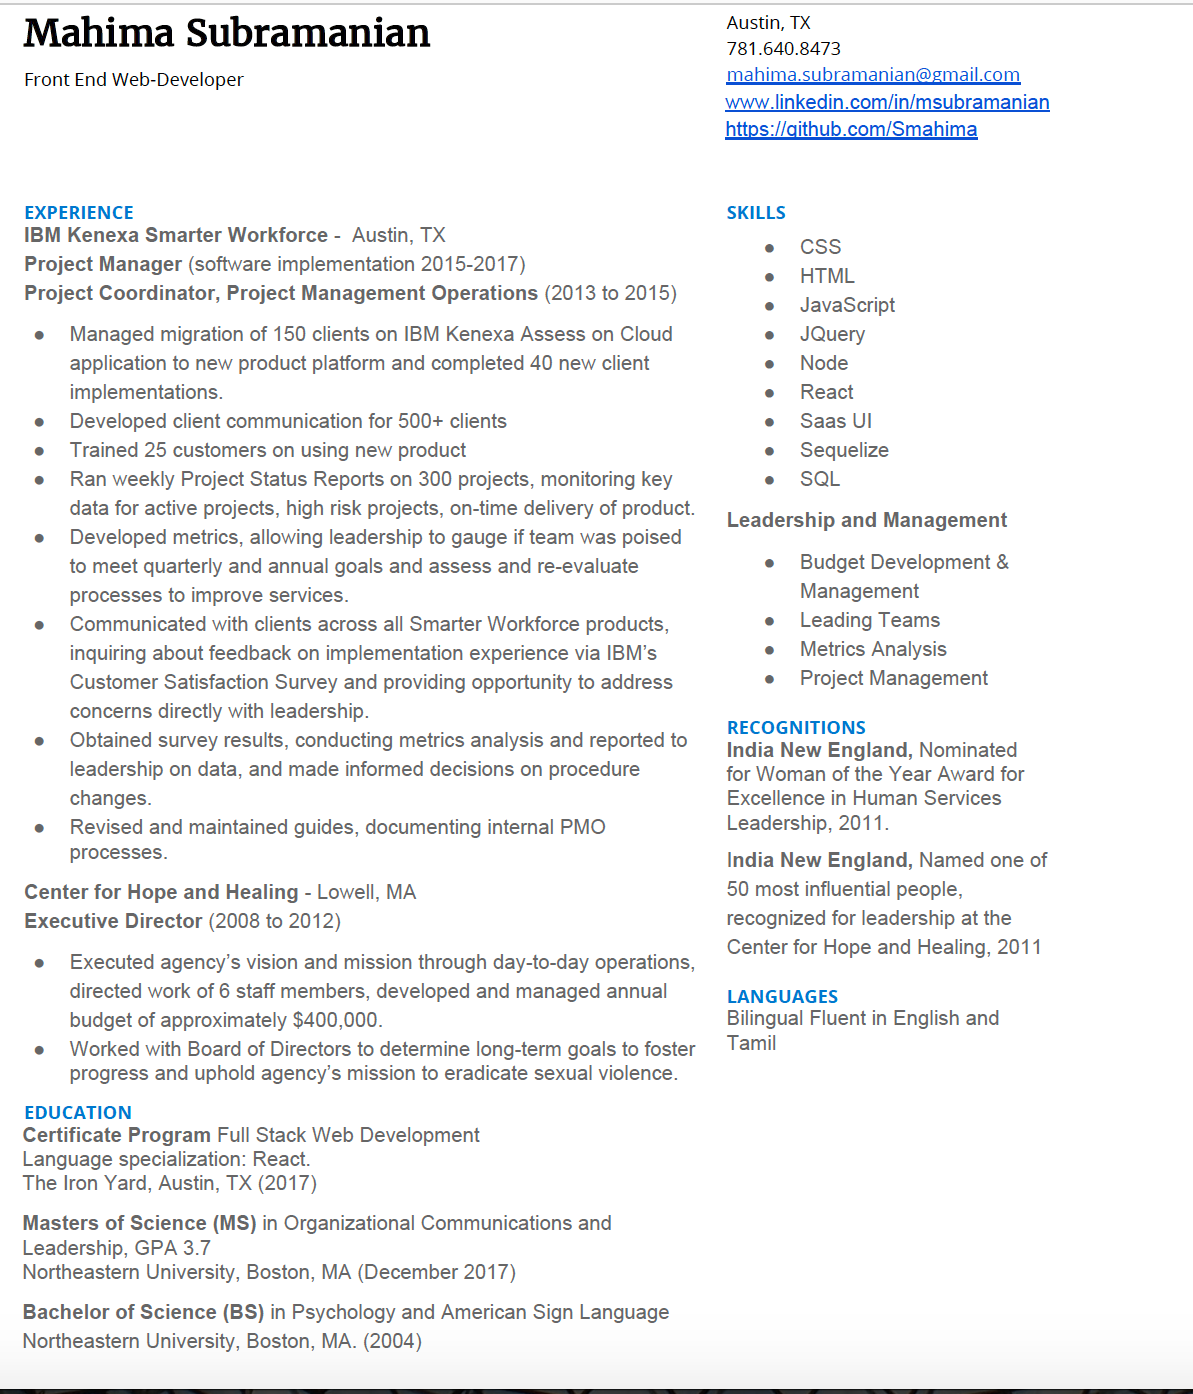 Mahima Subramanian
Front End Web-Developer
Austin, TX
781.640.8473
mahima.subramanian@gmail.com
www.linkedin.com/in/msubramanian
https://github.com/Smahima
EXPERIENCE
IBM Kenexa Smarter Workforce - Austin, TX
Project Manager (software implementation 2015-2017)
Project Coordinator, Project Management Operations (2013 to 2015)
● Managed migration of 150 clients on IBM Kenexa Assess on Cloud
application to new product platform and completed 40 new client
implementations.
● Developed client communication for 500+ clients
● Trained 25 customers on using new product
● Ran weekly Project Status Reports on 300 projects, monitoring key
data for active projects, high risk projects, on-time delivery of product.
● Developed metrics, allowing leadership to gauge if team was poised
to meet quarterly and annual goals and assess and re-evaluate
processes to improve services.
● Communicated with clients across all Smarter Workforce products,
inquiring about feedback on implementation experience via IBM’s
Customer Satisfaction Survey and providing opportunity to address
concerns directly with leadership.
● Obtained survey results, conducting metrics analysis and reported to
leadership on data, and made informed decisions on procedure
changes.
● Revised and maintained guides, documenting internal PMO
processes.
Center for Hope and Healing - Lowell, MA
Executive Director (2008 to 2012)
● Executed agency’s vision and mission through day-to-day operations,
directed work of 6 staff members, developed and managed annual
budget of approximately $400,000.
● Worked with Board of Directors to determine long-term goals to foster
progress and uphold agency’s mission to eradicate sexual violence.
EDUCATION
Certificate Program Full Stack Web Development
Language specialization: React.
The Iron Yard, Austin, TX (2017)
Masters of Science (MS) in Organizational Communications and
Leadership, GPA 3.7
Northeastern University, Boston, MA (December 2017)
Bachelor of Science (BS) in Psychology and American Sign Language
Northeastern University, Boston, MA. (2004)
SKILLS
● CSS
● HTML
● JavaScript
● JQuery
● Node
● React
● Saas UI
● Sequelize
● SQL
Leadership and Management
● Budget Development &
Management
● Leading Teams
● Metrics Analysis
● Project Management
RECOGNITIONS
India New England, Nominated
for Woman of the Year Award for
Excellence in Human Services
Leadership, 2011.
India New England, Named one of
50 most influential people,
recognized for leadership at the
Center for Hope and Healing, 2011
LANGUAGES
Bilingual Fluent in English and
Tamil